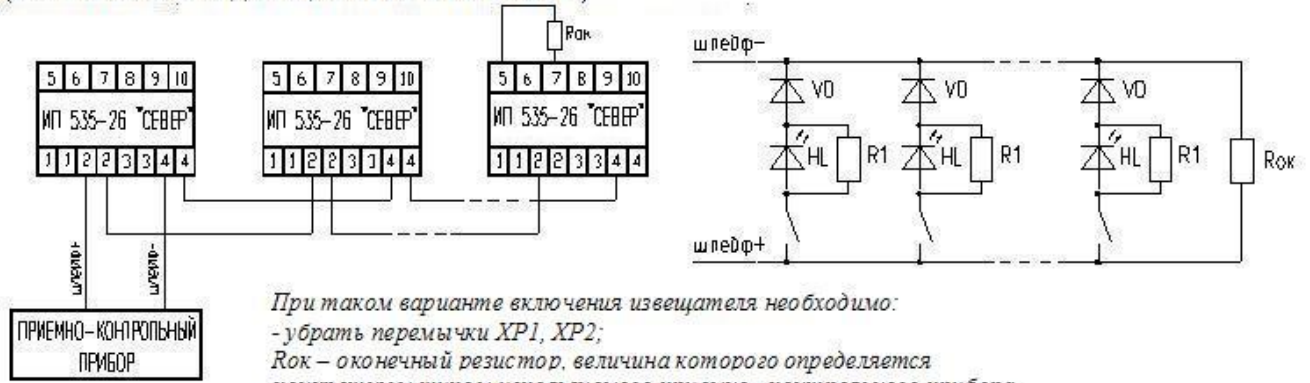 Rок
5 6 7 8 9 10
ИП 535-26 "СЕВЕР"
1 1 2 2 3 3 4 4
5 6 7 8 9 10
ИП 535-26 "СЕВЕР"
1 1 2 2 3 3 4 4
5 6 7 8 9 10
ИП 535-26 "СЕВЕР"
1 1 2 2 3 3 4 4
шлейф+
шлейф-
ПРИЕМНО-КОНТРОЛЬНЫЙ
ПРИБОР
шлейф-
VD
VD
VD
HL
R1
HL
R1
HL
R1
Rок
шлейф+
При таком варианте включения извещателя необходимо:
- убрать перемычки ХР1, ХР2;
Rок – оконечный резистор, величина которого определяется